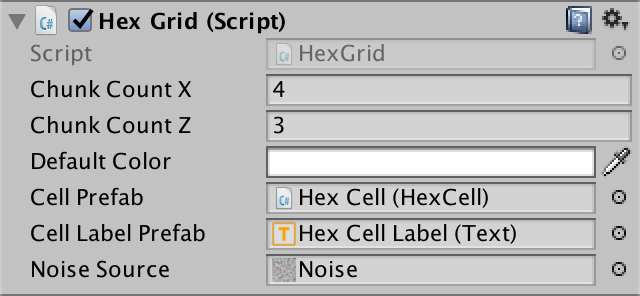 Hex Grid (Script)
Script HexGrid
Chunk Count X 4
Chunk Count Z 3
Default Color
Cell Prefab Hex Cell (HexCell)
Cell Label Prefab Hex Cell Label (Text)
Noise Source Noise